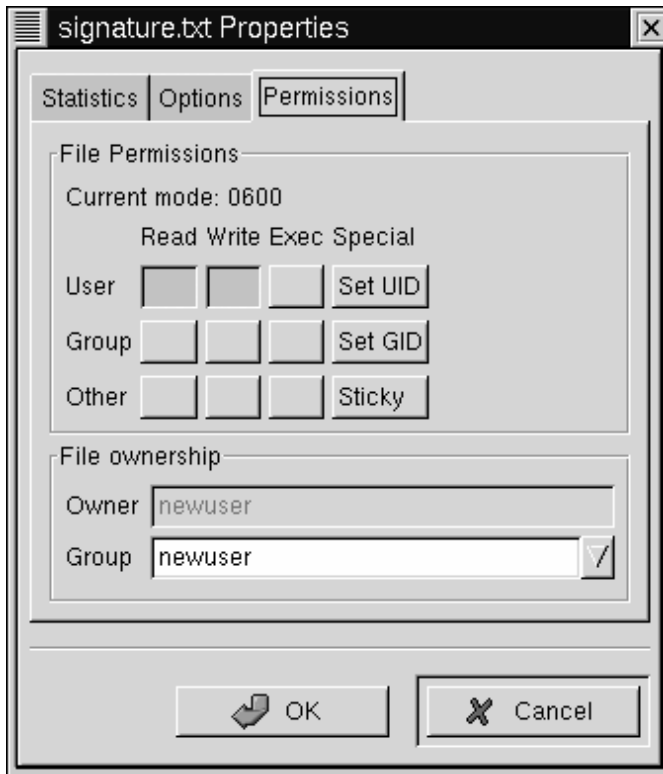 signature.txt Properties
Statistics Options Permissions
File Permissions
Current mode: 0600
Read Write Exec Special
User Set UID
Group Set GID
Other Sticky
File ownership
Owner newuser
Group newuser
OK Cancel